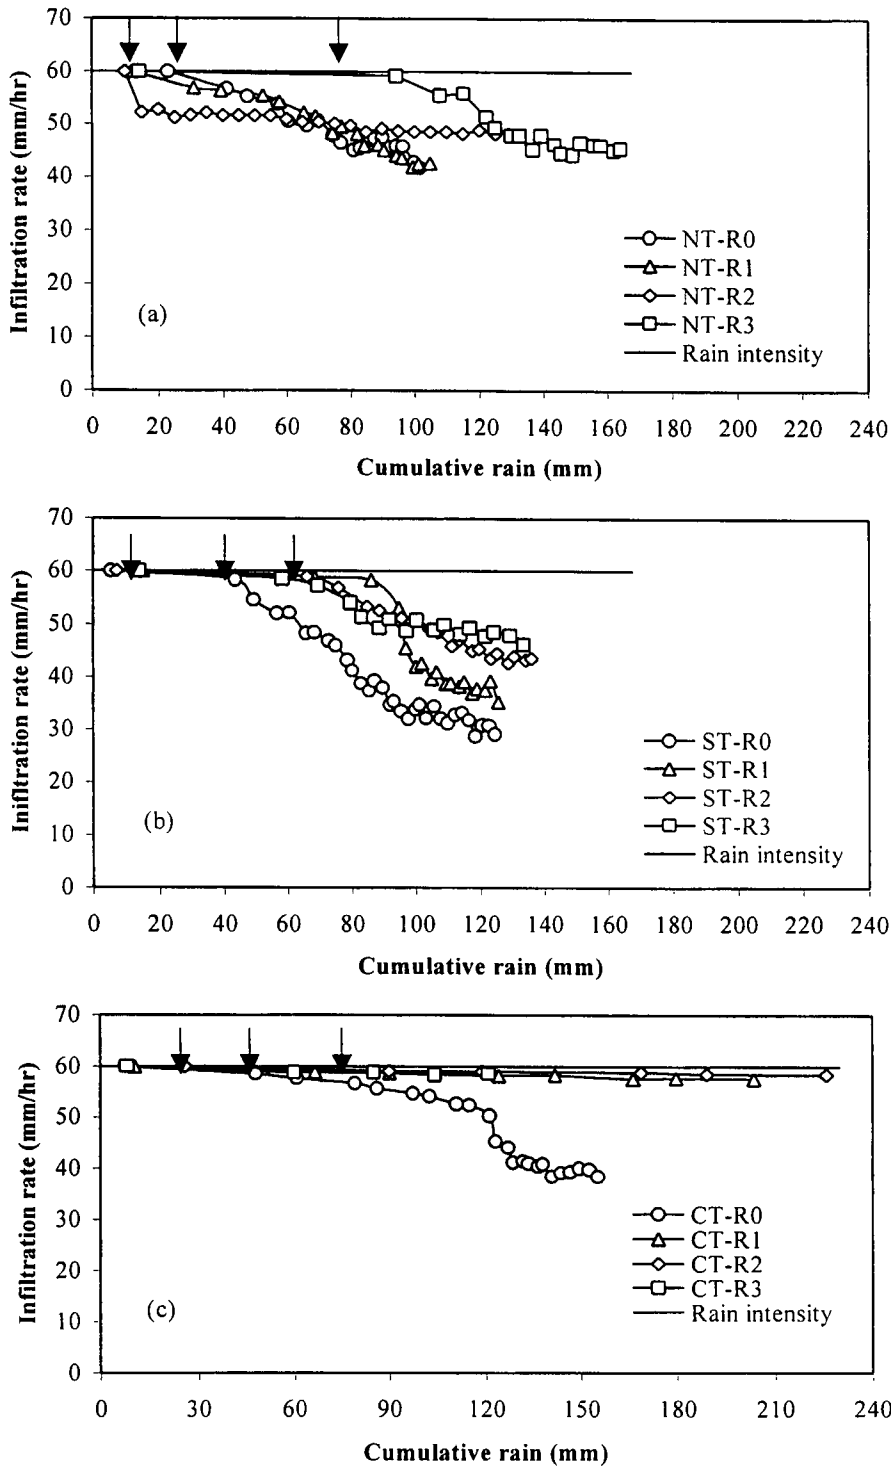 70
60
50
40
30
20
10
0
Infiltration rate (mm/hr)
(a)
NT-R0
NT-R1
NT-R2
NT-R3
Rain intensity
0 20 40 60 80 100 120 140 160 180 200 220 240
Cumulative rain (mm)
70
60
50
40
30
20
10
0
Inifltration rate (mm/hr)
(b)
ST-R0
ST-R1
ST-R2
ST-R3
Rain intensity
0 20 40 60 80 100 120 140 160 180 200 220 240
Cumulative rain (mm)
70
60
50
40
30
20
10
0
Infiltration rate (mm/hr)
(c)
CT-R0
CT-R1
CT-R2
CT-R3
Rain intensity
0 30 60 90 120 150 180 210 240
Cumulative rain (mm)